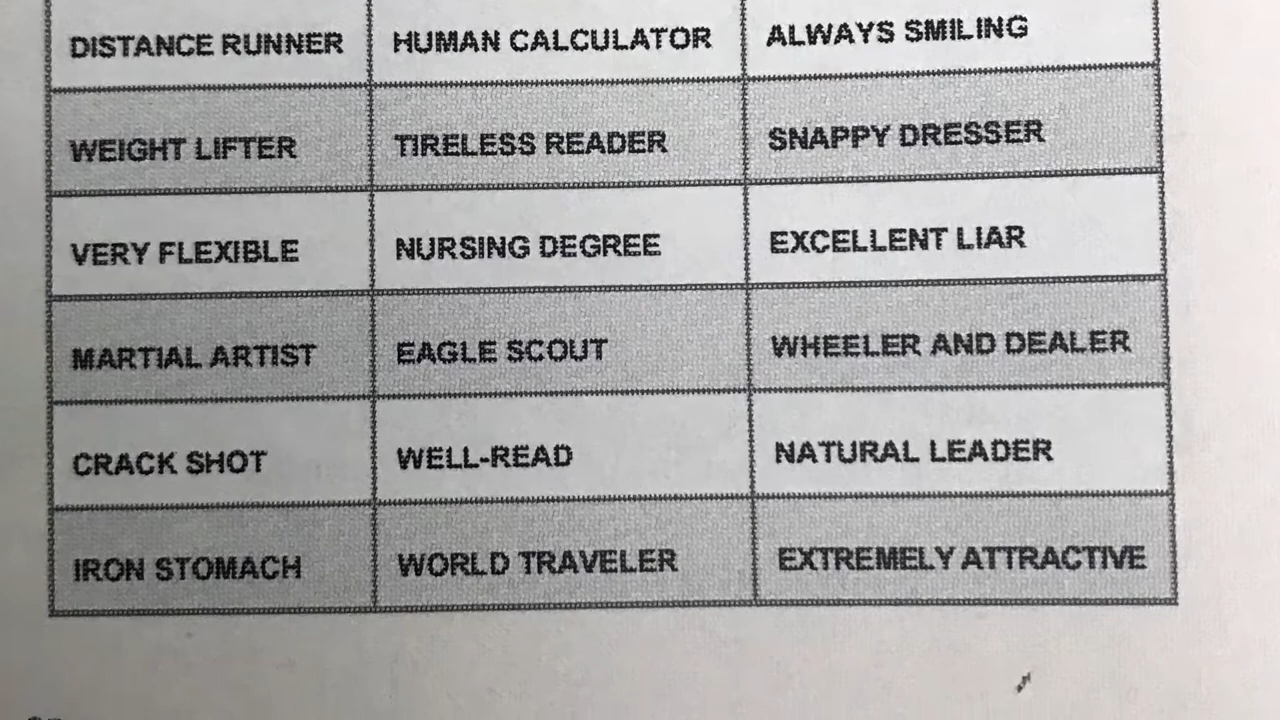 DISTANCE RUNNER HUMAN CALCULATOR ALWAYS SMILING
WEIGHT LIFTER TIRELESS READER SNAPPY DRESSER
VERY FLEXIBLE NURSING DEGREE EXCELLENT LIAR
MARTIAL ARTIST EAGLE SCOUT WHEELER AND DEALER
CRACK SHOT WELL-READ NATURAL LEADER
IRON STOMACH WORLD TRAVELER EXTREMELY ATTRACTIVE